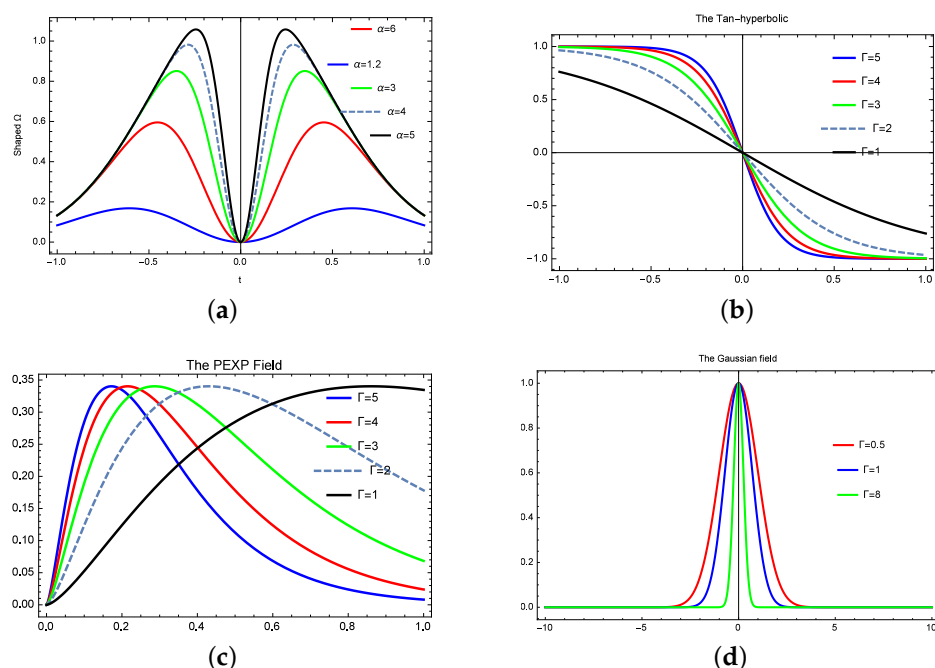 1.0
0.8
0.6
0.4
0.2
0.0
Shaped Ω
−1.0 −0.5 0.0 0.5 1.0
t
α=6
α=1.2
α=3
α=4
α=5
(a)
The Tan−hyperbolic
1.0
0.5
0.0
−0.5
−1.0
−1.0 −0.5 0.0 0.5 1.0
Γ=5
Γ=4
Γ=3
Γ=2
Γ=1
(b)
The PEXP Field
0.35
0.30
0.25
0.20
0.15
0.10
0.05
0.00
0.0 0.2 0.4 0.6 0.8 1.0
Γ=5
Γ=4
Γ=3
Γ=2
Γ=1
(c)
The Gaussian field
1.0
0.8
0.6
0.4
0.2
0.0
−10 −5 0 5 10
Γ=0.5
Γ=1
Γ=8
(d)